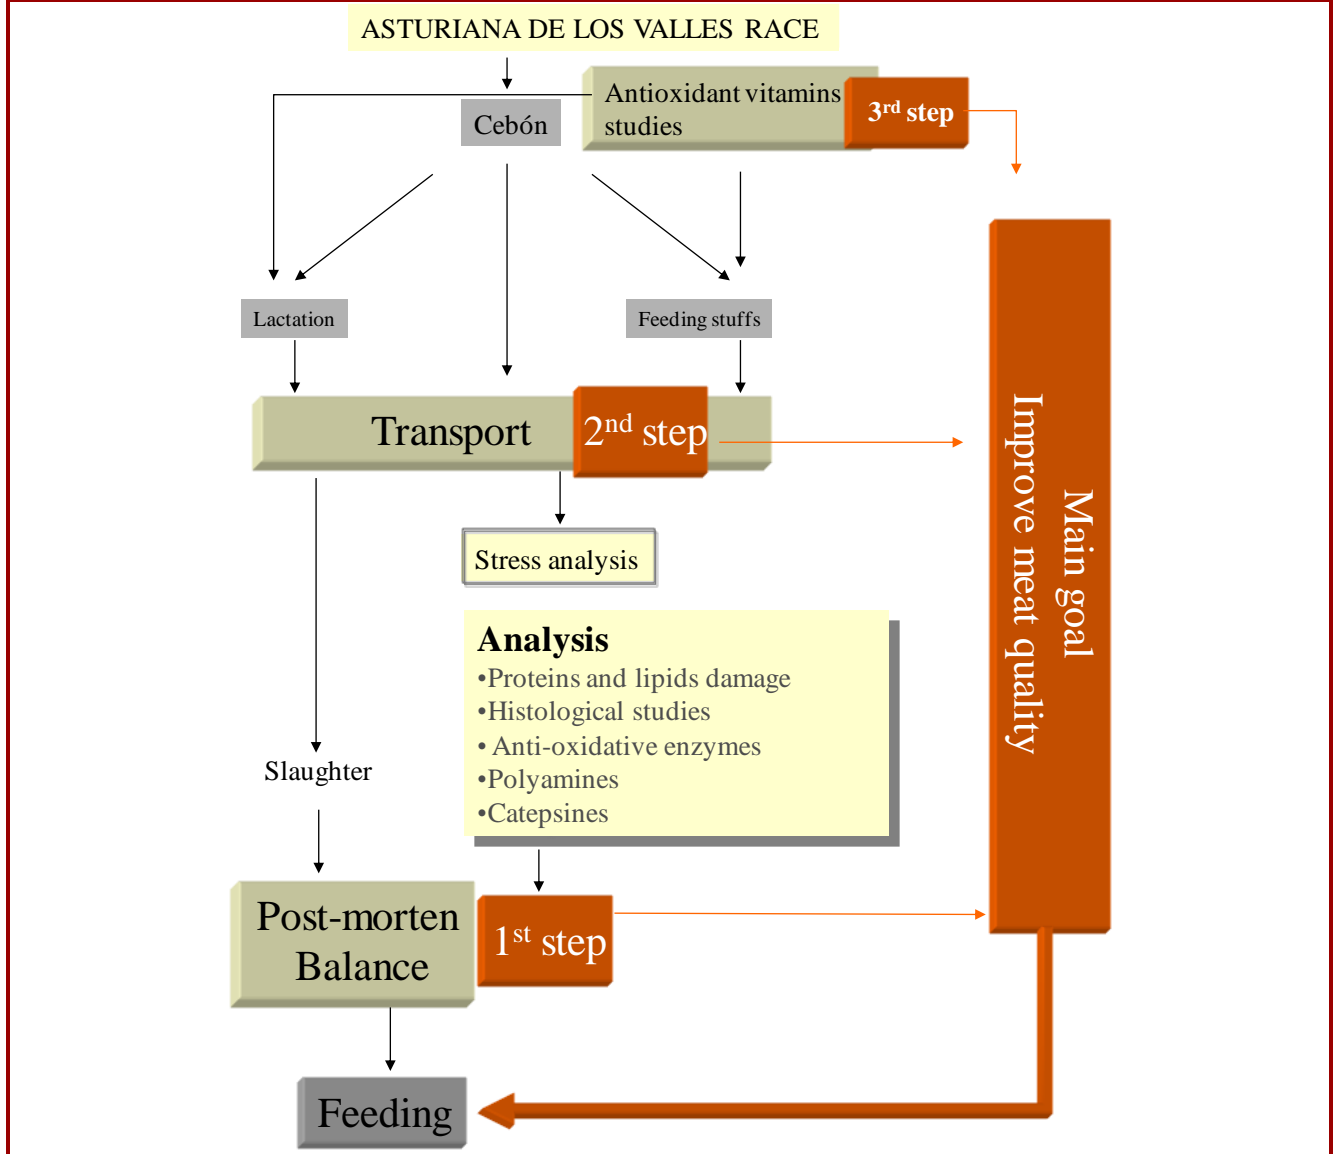 ASTURIANA DE LOS VALLES RACE
Antioxidant vitamins
studies
3rd step
Cebón
Lactation
Feeding stuffs
Transport
2nd step
Stress analysis
Main goal
Improve meat quality
Analysis
•Proteins and lipids damage
•Histological studies
• Anti-oxidative enzymes
•Polyamines
•Catepsines
Slaughter
Post-morten
Balance
1st step
Feeding